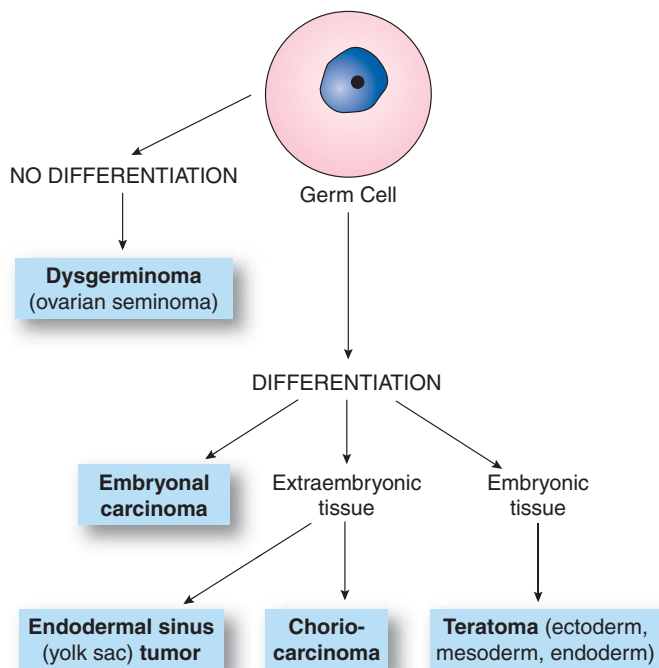 Germ Cell
NO DIFFERENTIATION
Dysgerminoma
(ovarian seminoma)
DIFFERENTIATION
Embryonal
carcinoma
Extraembryonic
tissue
Embryonic
tissue
Endodermal sinus
(yolk sac) tumor
Chorio-
carcinoma
Teratoma (ectoderm,
mesoderm, endoderm)